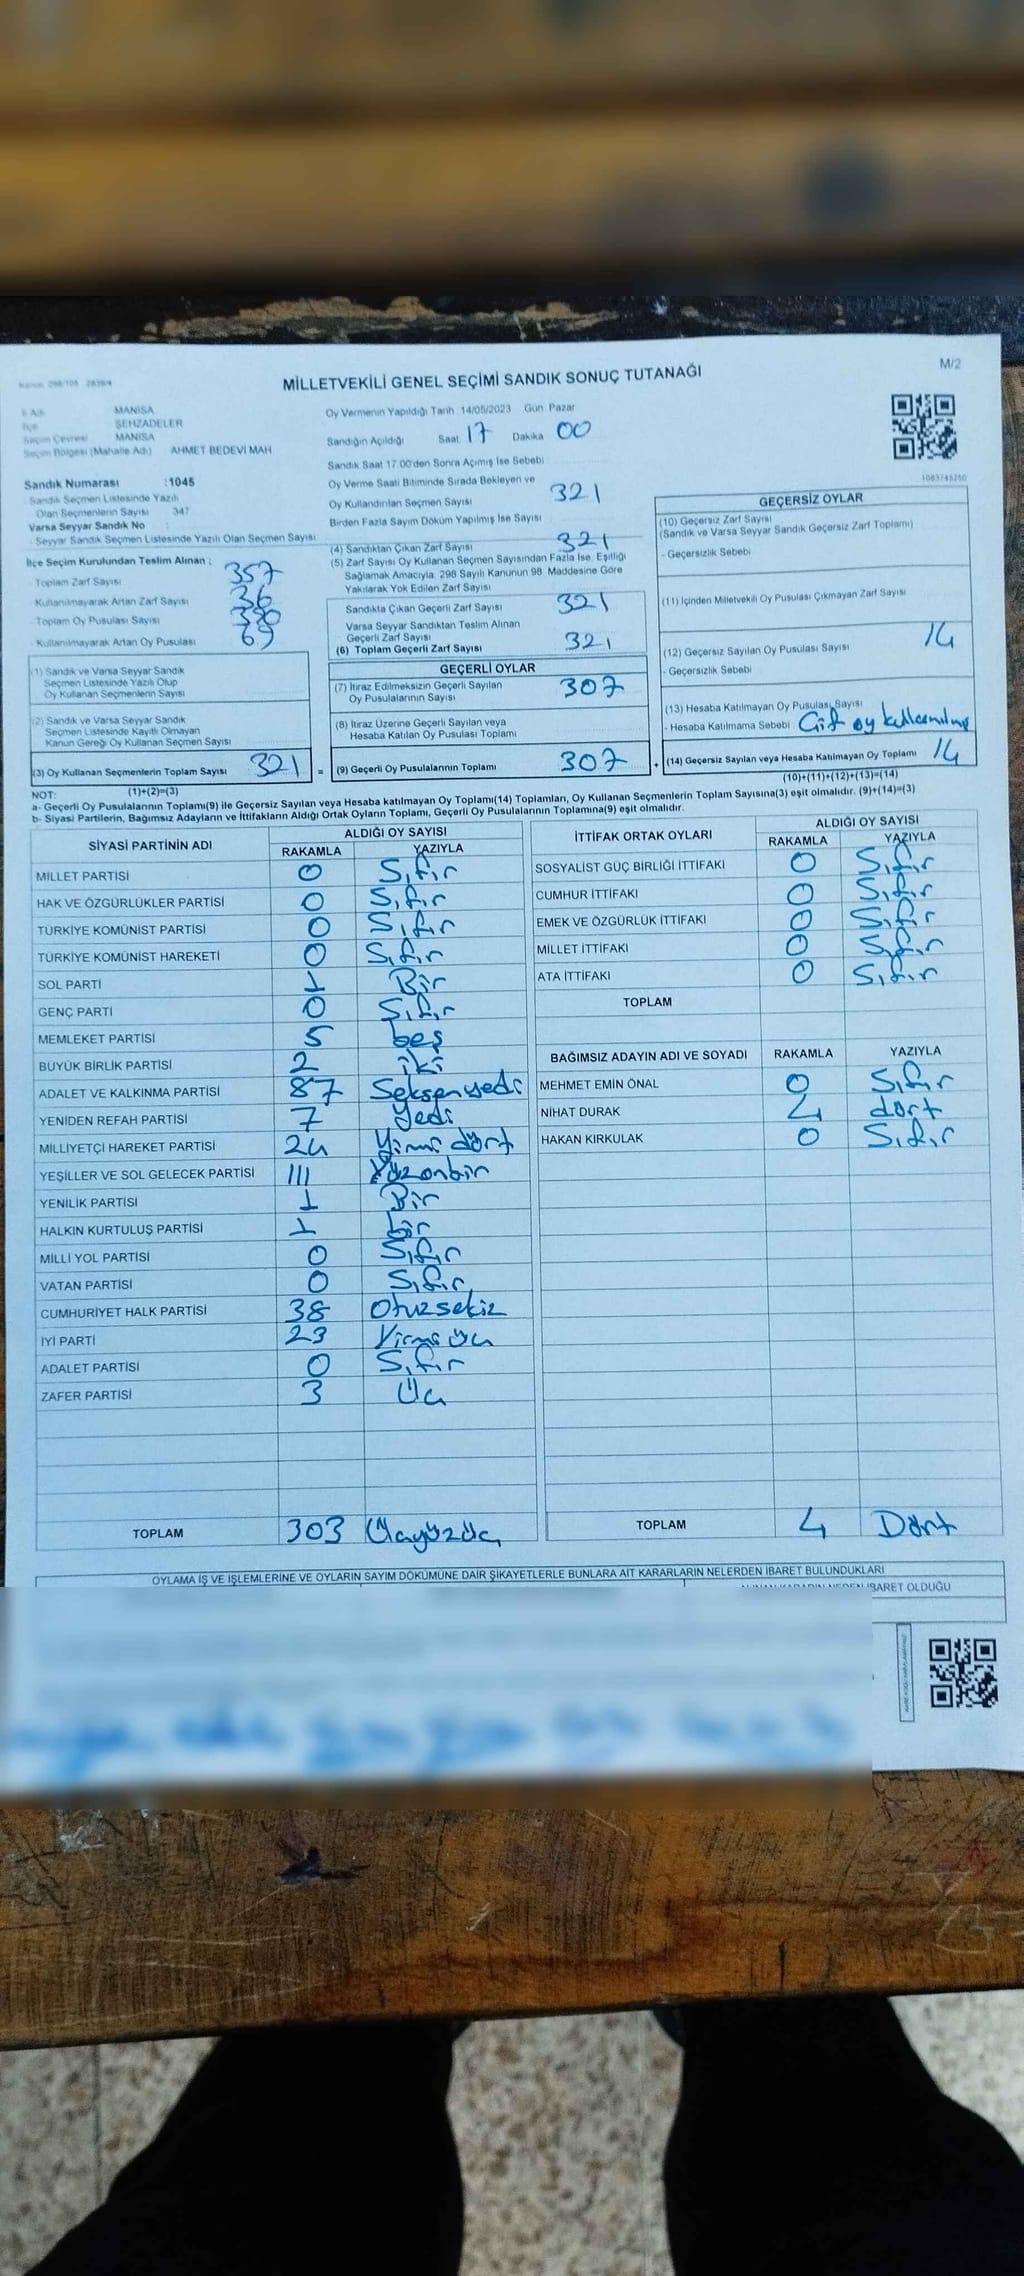 M/2
MİLLETVEKİLİ GENEL SEÇİMİ SANDIK SONUÇ TUTANAĞI
İl Adı MANİSA
İlçe ŞEHZADELER
Seçim Çevresi MANİSA
Seçim Bölgesi (Mahalle Adı) AHMET BEDEVİ MAH
Sandık Numarası :1045
- Sandık Seçmen Listesinde Yazılı
Olan Seçmenlerin Sayısı 347
Varsa Seyyar Sandık No
- Seyyar Sandık Seçmen Listesinde Yazılı Olan Seçmen Sayısı:
İlçe Seçim Kurulundan Teslim Alınan :
- Toplam Zarf Sayısı 357
- Kullanılmayarak Artan Zarf Sayısı 36
- Toplam Oy Pusulası Sayısı
- Kullanılmayarak Artan Oy Pusulası 69
(1) Sandık ve Varsa Seyyar Sandık
Seçmen Listesinde Yazılı Olup
Oy Kullanan Seçmenlerin Sayısı
(2) Sandık ve Varsa Seyyar Sandık
Seçmen Listesinde Kayıtlı Olmayan
Kanun Gereği Oy Kullanan Seçmen Sayısı
(3) Oy Kullanan Seçmenlerin Toplam Sayısı 321 =
Oy Vermenin Yapıldığı Tarih :14/05/2023 Gün: Pazar
Sandığın Açıldığı Saat 17 Dakika 00
Sandık Saat 17.00'den Sonra Açımış İse Sebebi
Oy Verme Saati Bitiminde Sırada Bekleyen ve
Oy Kullandırılan Seçmen Sayısı 321
Birden Fazla Sayım Döküm Yapılmış İse Sayısı
(4) Sandıktan Çıkan Zarf Sayısı 321
(5) Zarf Sayısı Oy Kullanan Seçmen Sayısından Fazla İse, Eşitliği
Sağlamak Amacıyla, 298 Sayılı Kanunun 98. Maddesine Göre
Yakılarak Yok Edilen Zarf Sayısı
Sandıkta Çıkan Geçerli Zarf Sayısı 321
Varsa Seyyar Sandıktan Teslim Alınan
Geçerli Zarf Sayısı
(6) Toplam Geçerli Zarf Sayısı 321
GEÇERLİ OYLAR
(7) İtiraz Edilmeksizin Geçerli Sayılan
Oy Pusulalarının Sayısı 307
(8) İtiraz Üzerine Geçerli Sayılan veya
Hesaba Katılan Oy Pusulası Toplamı
(9) Geçerli Oy Pusulalarının Toplamı 307 +
1083745250
GEÇERSİZ OYLAR
(10) Geçersiz Zarf Sayısı
(Sandık ve Varsa Seyyar Sandık Geçersiz Zarf Toplamı)
- Geçersizlik Sebebi
(11) İçinden Milletvekili Oy Pusulası Çıkmayan Zarf Sayısı
(12) Geçersiz Sayılan Oy Pusulası Sayısı 14
- Geçersizlik Sebebi
(13) Hesaba Katılmayan Oy Pusulası Sayısı
- Hesaba Katılmama Sebebi : Çift oy kullanılmış
(14) Geçersiz Sayılan veya Hesaba Katılmayan Oy Toplamı 14
NOT: (1)+(2)=(3) (10)+(11)+(12)+(13)=(14)
a- Geçerli Oy Pusulalarının Toplamı(9) ile Geçersiz Sayılan veya Hesaba katılmayan Oy Toplamı(14) Toplamları, Oy Kullanan Seçmenlerin Toplam Sayısına(3) eşit olmalıdır. (9)+(14)=(3)
b- Siyasi Partilerin, Bağımsız Adayların ve İttifakların Aldığı Ortak Oyların Toplamı, Geçerli Oy Pusulalarının Toplamına(9) eşit olmalıdır.
SİYASİ PARTİNİN ADI ALDIĞI OY SAYISI
RAKAMLA YAZIYLA
MİLLET PARTİSİ 0 Sıfır
HAK VE ÖZGÜRLÜKLER PARTİSİ 0 Sıfır
TÜRKİYE KOMÜNİST PARTİSİ 0 Sıfır
TÜRKİYE KOMÜNİST HAREKETİ 0 Sıfır
SOL PARTİ 1 Bir
GENÇ PARTİ 0 Sıfır
MEMLEKET PARTİSİ 5 beş
BÜYÜK BİRLİK PARTİSİ 2 iki
ADALET VE KALKINMA PARTİSİ 87 Seksenyedi
YENİDEN REFAH PARTİSİ 7 Yedi
MİLLİYETÇİ HAREKET PARTİSİ 24 Yirmi dört
YEŞİLLER VE SOL GELECEK PARTİSİ 111 Yüzonbir
YENİLİK PARTİSİ 1 Bir
HALKIN KURTULUŞ PARTİSİ 1 bir
MİLLİ YOL PARTİSİ 0 Sıfır
VATAN PARTİSİ 0 Sıfır
CUMHURİYET HALK PARTİSİ 38 Otuzsekiz
İYİ PARTİ 23 Yirmi üç
ADALET PARTİSİ 0 Sıfır
ZAFER PARTİSİ 3 Üç
TOPLAM 303 Üçyüzüç
İTTİFAK ORTAK OYLARI ALDIĞI OY SAYISI
RAKAMLA YAZIYLA
SOSYALİST GÜÇ BİRLİĞİ İTTİFAKI 0 Sıfır
CUMHUR İTTİFAKI 0 Sıfır
EMEK VE ÖZGÜRLÜK İTTİFAKI 0 Sıfır
MİLLET İTTİFAKI 0 Sıfır
ATA İTTİFAKI 0 Sıfır
TOPLAM
BAĞIMSIZ ADAYIN ADI VE SOYADI RAKAMLA YAZIYLA
MEHMET EMİN ÖNAL 0 Sıfır
NİHAT DURAK 4 dört
HAKAN KIRKULAK 0 Sıfır
TOPLAM 4 Dört
OYLAMA İŞ VE İŞLEMLERİNE VE OYLARIN SAYIM DÖKÜMÜNE DAİR ŞİKAYETLERLE BUNLARA AİT KARARLARIN NELERDEN İBARET BULUNDUKLARI
İBARET OLDUĞU